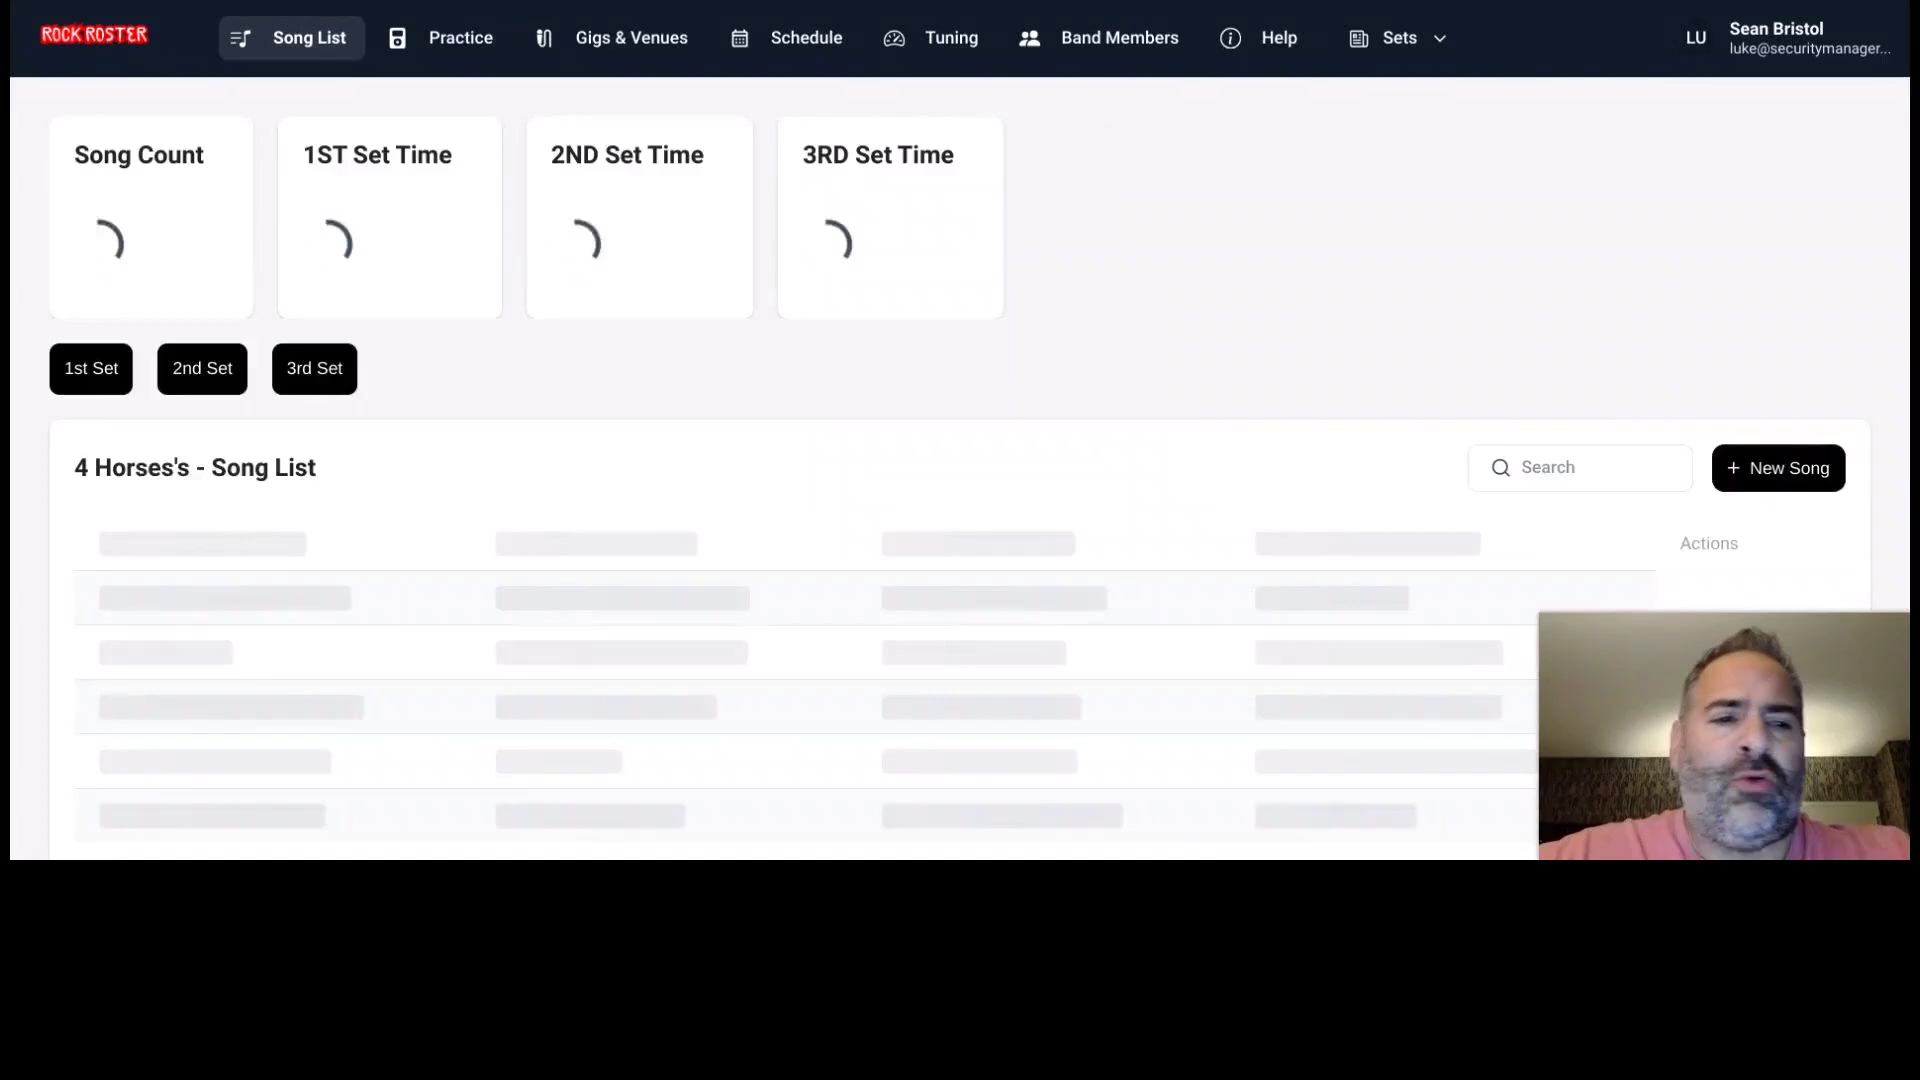 ROCK ROSTER
Song List
Practice
Gigs & Venues
Schedule
Tuning
Band Members
Help
Sets
LU
Sean Bristol
luke@securitymanager...
Song Count
1ST Set Time
2ND Set Time
3RD Set Time
1st Set
2nd Set
3rd Set
4 Horses's - Song List
Search
+ New Song
Actions